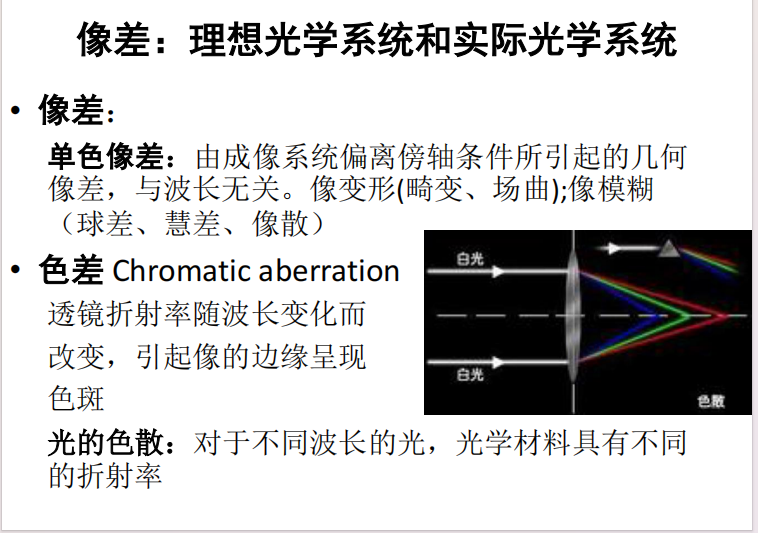 像差：理想光学系统和实际光学系统
• 像差：
单色像差：由成像系统偏离傍轴条件所引起的几何
像差，与波长无关。像变形(畸变、场曲);像模糊
（球差、慧差、像散）
• 色差 Chromatic aberration
透镜折射率随波长变化而
改变，引起像的边缘呈现
色斑
白光
白光
色散
光的色散：对于不同波长的光，光学材料具有不同
的折射率